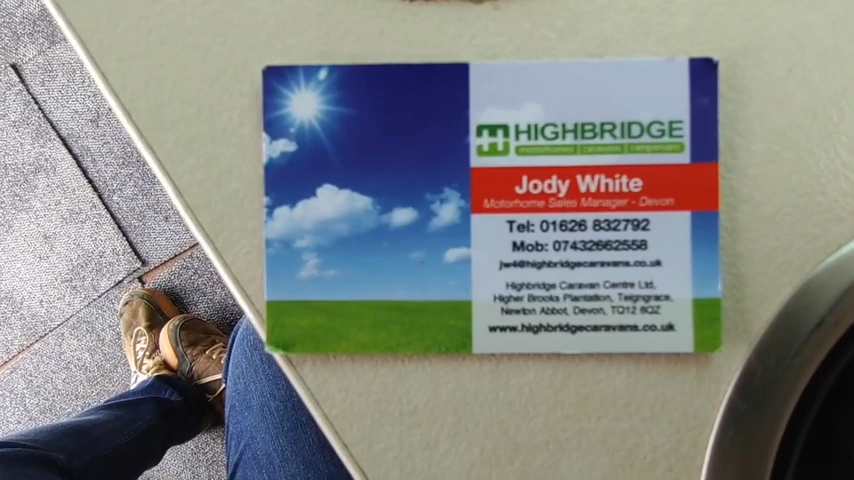 HIGHBRIDGE
motorhomes | caravans | campervans
Jody White
Motorhome Sales Manager - Devon
Tel: 01626 832792
Mob: 07432662558
jw4@highbridgecaravans.co.uk
Highbridge Caravan Centre Ltd,
Higher Brooks Plantation, Teigngrace,
Newton Abbot, Devon, TQ12 6QZ
www.highbridgecaravans.co.uk